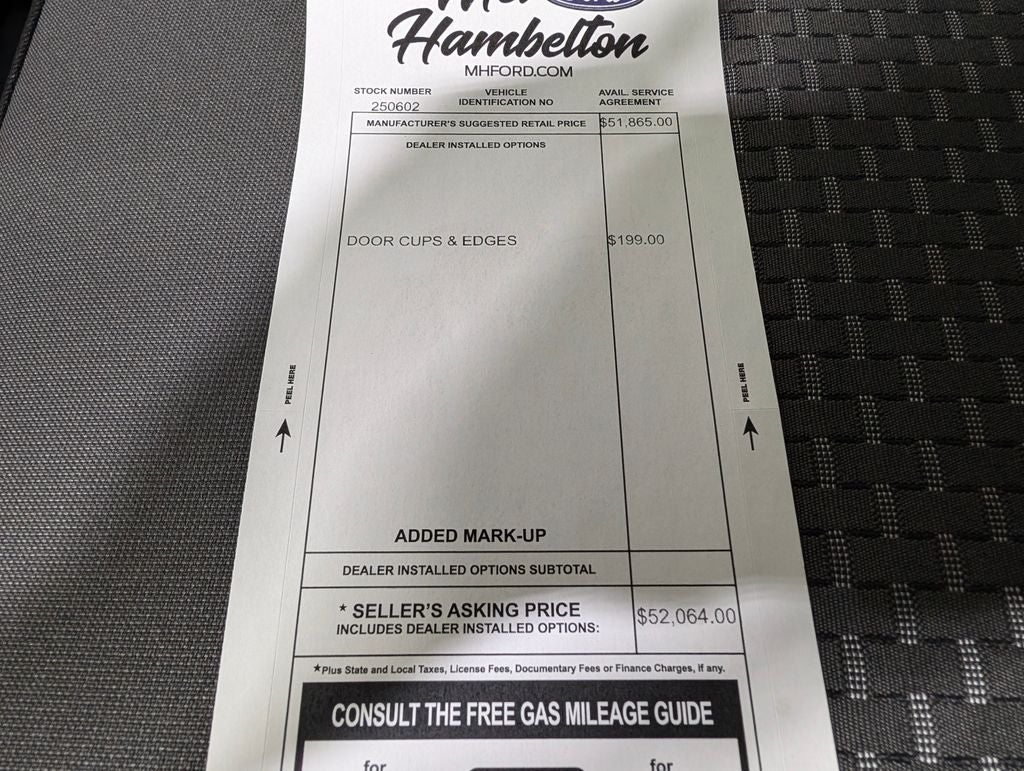 Mel
Hambelton
MHFORD.COM
STOCK NUMBER
250602
VEHICLE
IDENTIFICATION NO
AVAIL. SERVICE
AGREEMENT
MANUFACTURER'S SUGGESTED RETAIL PRICE $51,865.00
DEALER INSTALLED OPTIONS
DOOR CUPS & EDGES $199.00
PEEL HERE
PEEL HERE
ADDED MARK-UP
DEALER INSTALLED OPTIONS SUBTOTAL
* SELLER'S ASKING PRICE
INCLUDES DEALER INSTALLED OPTIONS:
$52,064.00
*Plus State and Local Taxes, License Fees, Documentary Fees or Finance Charges, if any.
CONSULT THE FREE GAS MILEAGE GUIDE
for for